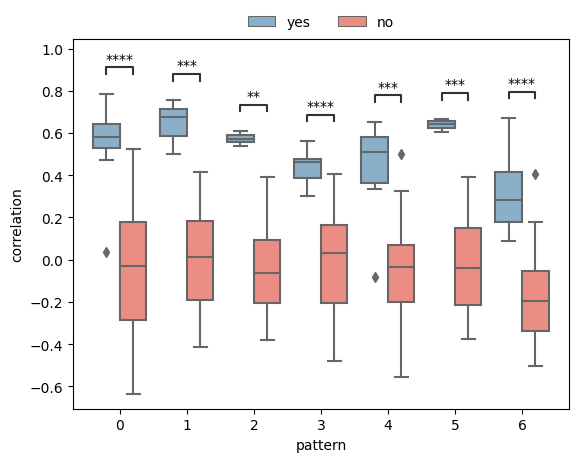 yes no
1.0
0.8
0.6
0.4
0.2
0.0
−0.2
−0.4
−0.6
correlation
**** *** ** **** *** *** ****
0 1 2 3 4 5 6
pattern